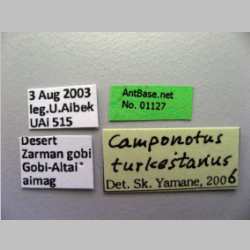 3 Aug 2003
leg.U.Aibek
UAI 515
AntBase.net
No. 01127
Desert
Zarman gobi
Gobi-Altai
aimag
Camponotus
turkestanus
Det. Sk. Yamane, 2006